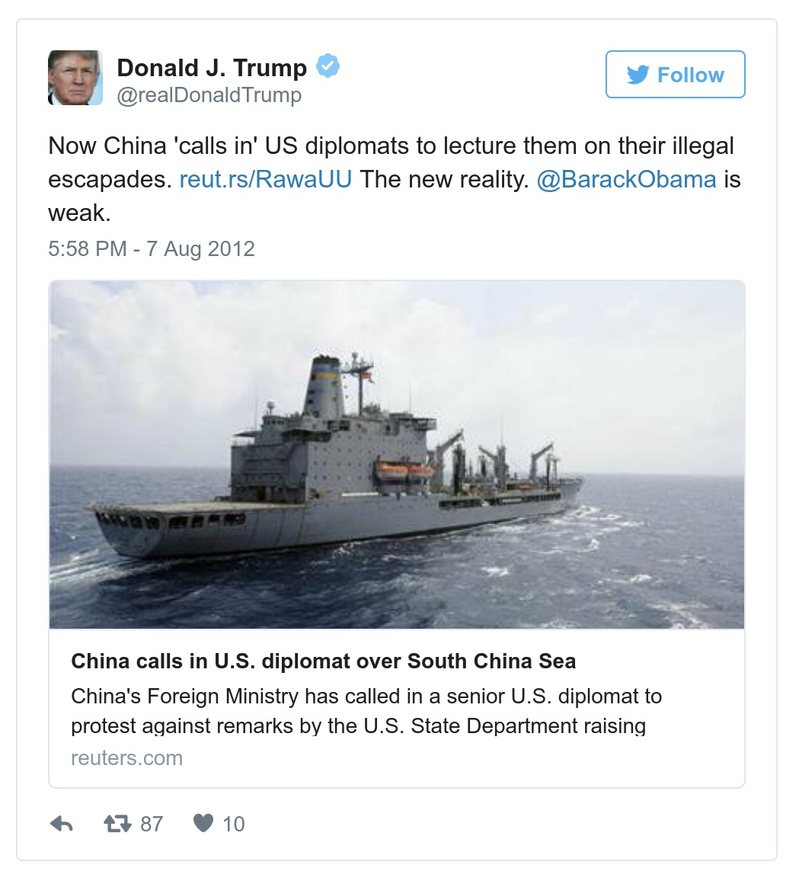 Donald J. Trump
@realDonaldTrump
Follow
Now China 'calls in' US diplomats to lecture them on their illegal
escapades. reut.rs/RawaUU The new reality. @BarackObama is
weak.
5:58 PM - 7 Aug 2012
China calls in U.S. diplomat over South China Sea
China's Foreign Ministry has called in a senior U.S. diplomat to
protest against remarks by the U.S. State Department raising
reuters.com
87
10